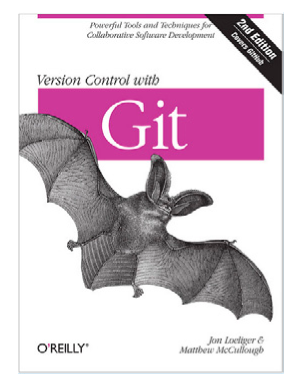 Powerful Tools and Techniques for
Collaborative Software Development
2nd Edition
Covers GitHub
Version Control with
Git
Jon Loeliger &
Matthew McCullough
O'REILLY®